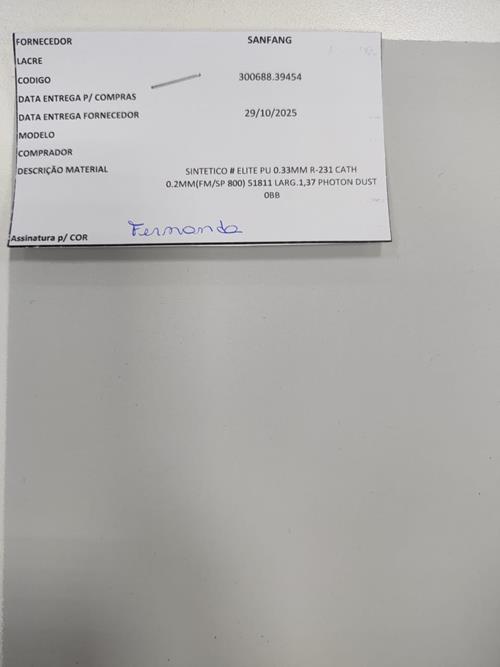 FORNECEDOR SANFANG
LACRE
CODIGO 300688.39454
DATA ENTREGA P/ COMPRAS
DATA ENTREGA FORNECEDOR 29/10/2025
MODELO
COMPRADOR
DESCRIÇÃO MATERIAL SINTETICO # ELITE PU 0.33MM R-231 CATH
0.2MM(FM/SP 800) 51811 LARG.1,37 PHOTON DUST
0BB
Assinatura p/ COR Fernanda